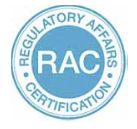 REGULATORY AFFAIRS
RAC
CERTIFICATION